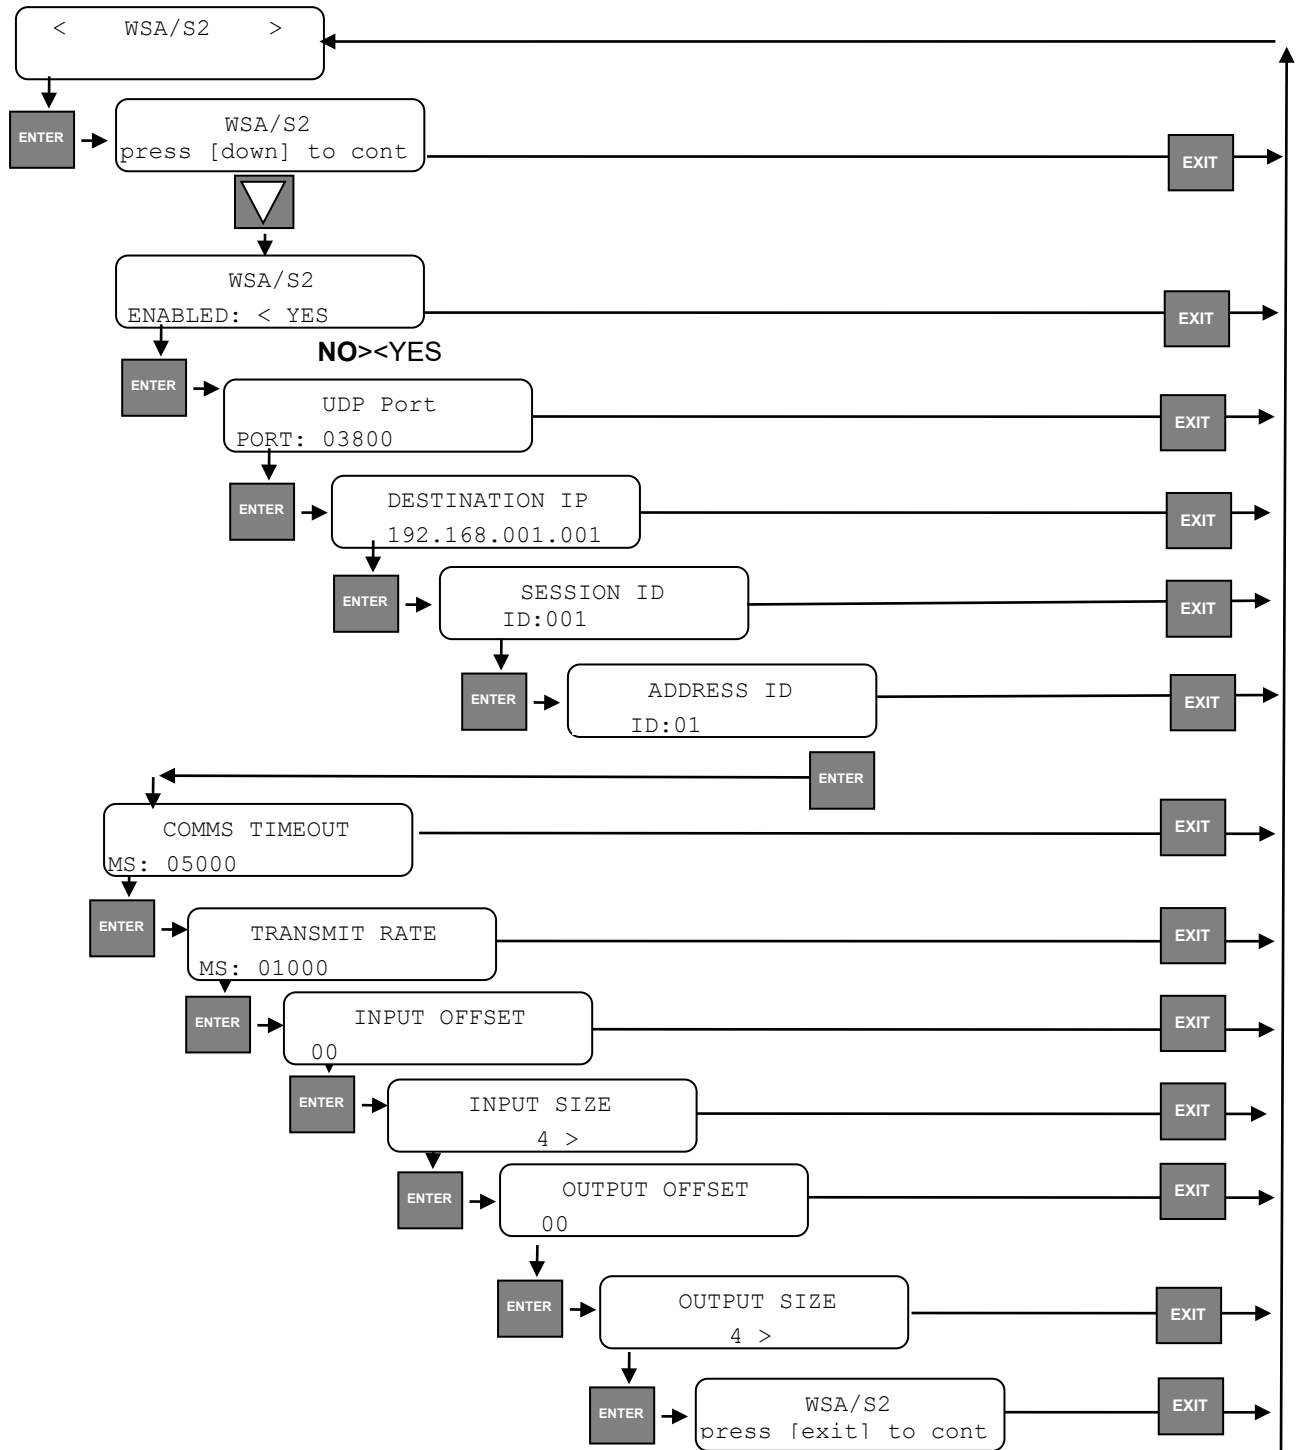 < WSA/S2 >
ENTER
WSA/S2
press [down] to cont
EXIT
WSA/S2
ENABLED: < YES
EXIT
NO><YES
ENTER
UDP Port
PORT: 03800
EXIT
ENTER
DESTINATION IP
192.168.001.001
EXIT
ENTER
SESSION ID
ID:001
EXIT
ENTER
ADDRESS ID
ID:01
EXIT
ENTER
COMMS TIMEOUT
MS: 05000
EXIT
ENTER
TRANSMIT RATE
MS: 01000
EXIT
ENTER
INPUT OFFSET
00
EXIT
ENTER
INPUT SIZE
4 >
EXIT
ENTER
OUTPUT OFFSET
00
EXIT
ENTER
OUTPUT SIZE
4 >
EXIT
ENTER
WSA/S2
press [exit] to cont
EXIT